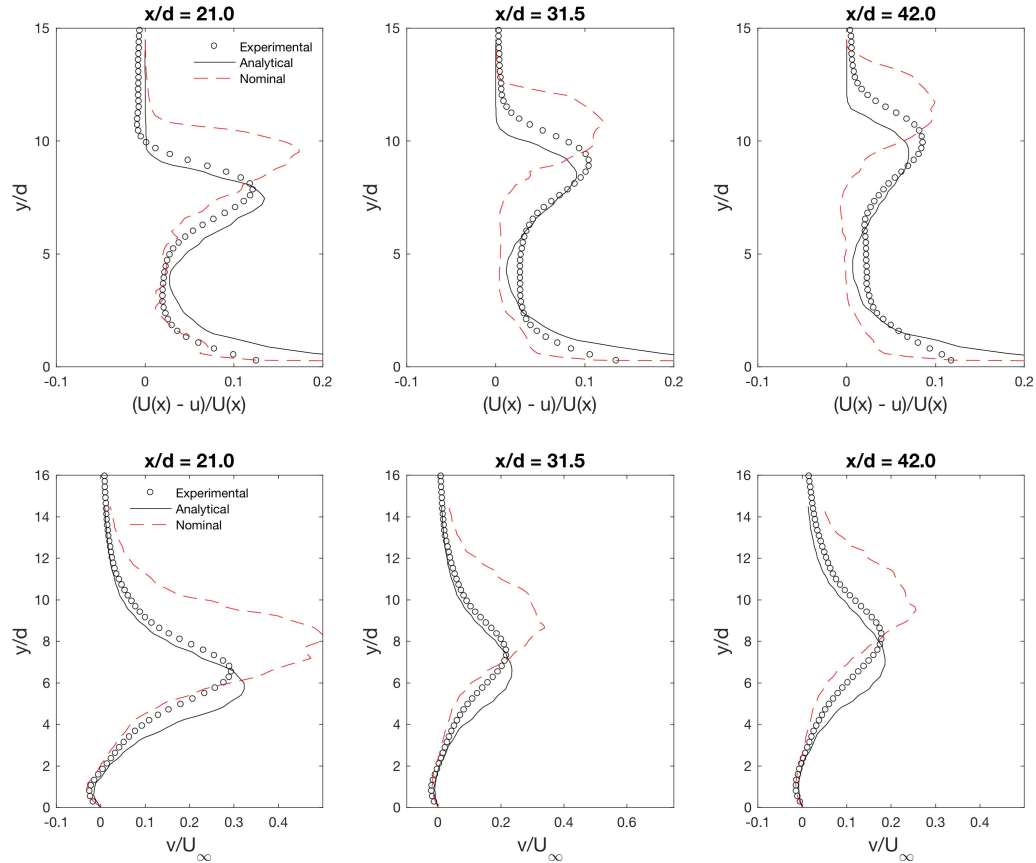 x/d = 21.0
x/d = 31.5
x/d = 42.0
15
10
5
0
y/d
Experimental
Analytical
Nominal
-0.1
0
0.1
0.2
(U(x) - u)/U(x)
15
10
5
0
y/d
-0.1
0
0.1
0.2
(U(x) - u)/U(x)
15
10
5
0
y/d
-0.1
0
0.1
0.2
(U(x) - u)/U(x)
x/d = 21.0
x/d = 31.5
x/d = 42.0
16
14
12
10
8
6
4
2
0
y/d
Experimental
Analytical
Nominal
-0.1
0
0.1
0.2
0.3
0.4
0.5
v/U∞
16
14
12
10
8
6
4
2
0
y/d
0
0.2
0.4
0.6
v/U∞
16
14
12
10
8
6
4
2
0
y/d
-0.1
0
0.1
0.2
0.3
0.4
0.5
v/U∞